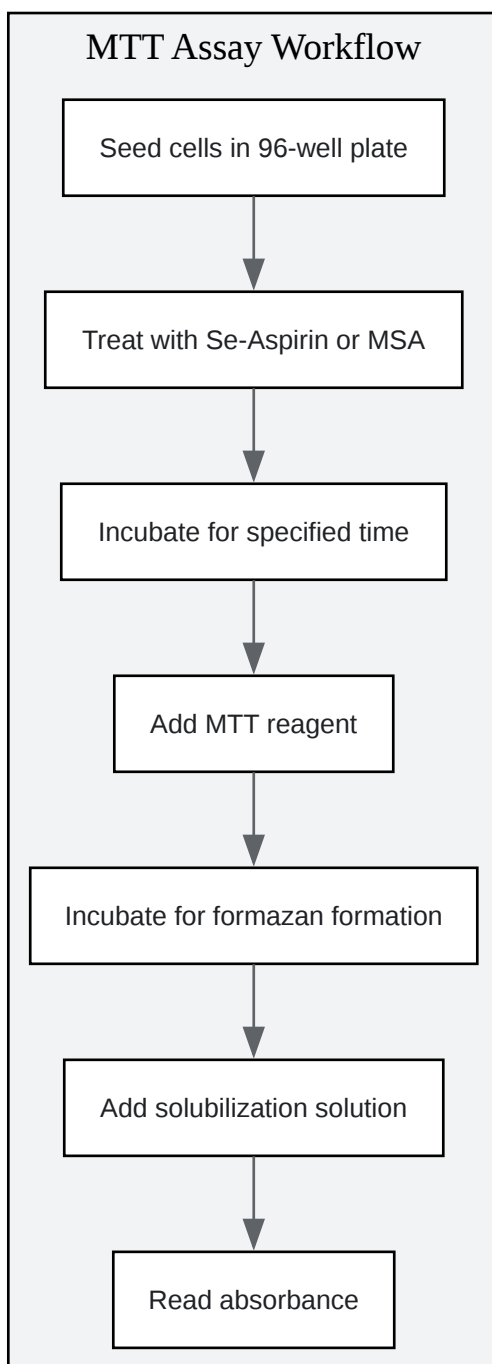 MTT Assay Workflow
Seed cells in 96-well plate
Treat with Se-Aspirin or MSA
Incubate for specified time
Add MTT reagent
Incubate for formazan formation
Add solubilization solution
Read absorbance